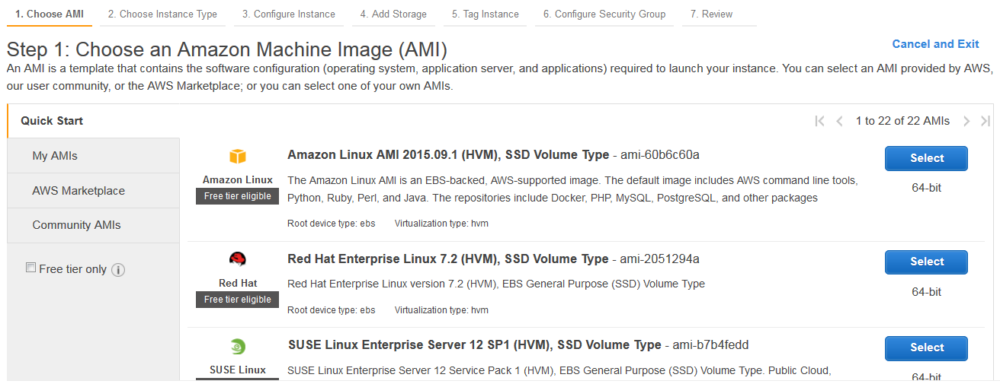 1. Choose AMI 2. Choose Instance Type 3. Configure Instance 4. Add Storage 5. Tag Instance 6. Configure Security Group 7. Review
Step 1: Choose an Amazon Machine Image (AMI)
Cancel and Exit
An AMI is a template that contains the software configuration (operating system, application server, and applications) required to launch your instance. You can select an AMI provided by AWS,
our user community, or the AWS Marketplace; or you can select one of your own AMIs.
Quick Start
1 to 22 of 22 AMIs
My AMIs
AWS Marketplace
Community AMIs
Free tier only
Amazon Linux
Free tier eligible
Amazon Linux AMI 2015.09.1 (HVM), SSD Volume Type - ami-60b6c60a
The Amazon Linux AMI is an EBS-backed, AWS-supported image. The default image includes AWS command line tools,
Python, Ruby, Perl, and Java. The repositories include Docker, PHP, MySQL, PostgreSQL, and other packages
Root device type: ebs Virtualization type: hvm
Select
64-bit
Red Hat
Free tier eligible
Red Hat Enterprise Linux 7.2 (HVM), SSD Volume Type - ami-2051294a
Red Hat Enterprise Linux version 7.2 (HVM), EBS General Purpose (SSD) Volume Type
Root device type: ebs Virtualization type: hvm
Select
64-bit
SUSE Linux
SUSE Linux Enterprise Server 12 SP1 (HVM), SSD Volume Type - ami-b7b4fedd
SUSE Linux Enterprise Server 12 Service Pack 1 (HVM), EBS General Purpose (SSD) Volume Type. Public Cloud,
Select
64-bit